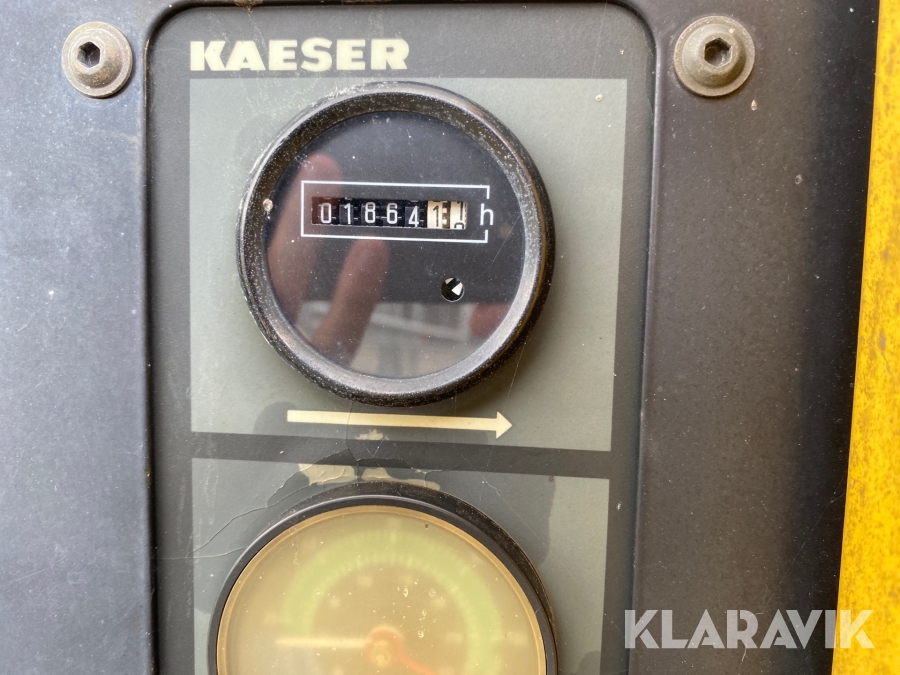 KAESER
018641 h
KLARAVIK